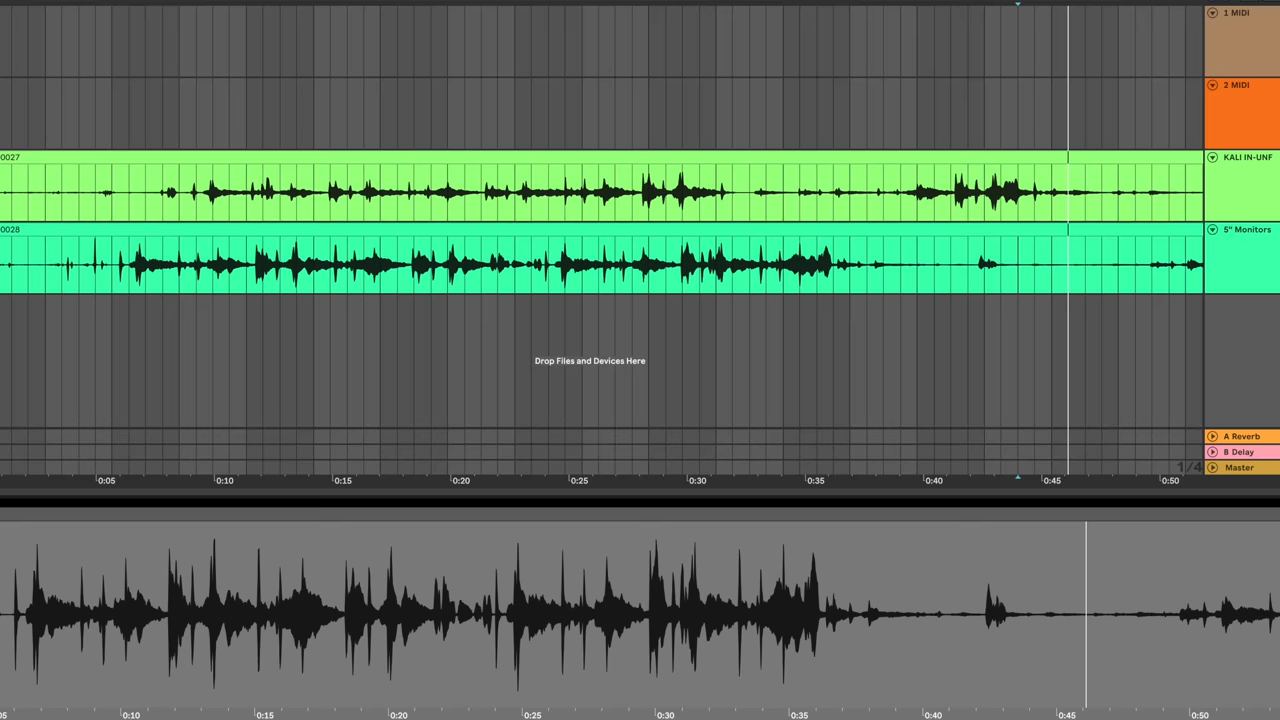 1 MIDI
2 MIDI
0027
KALI IN-UNF
0028
5" Monitors
Drop Files and Devices Here
A Reverb
B Delay
1/4
Master
0:05 0:10 0:15 0:20 0:25 0:30 0:35 0:40 0:45 0:50
05 0:10 0:15 0:20 0:25 0:30 0:35 0:40 0:45 0:50